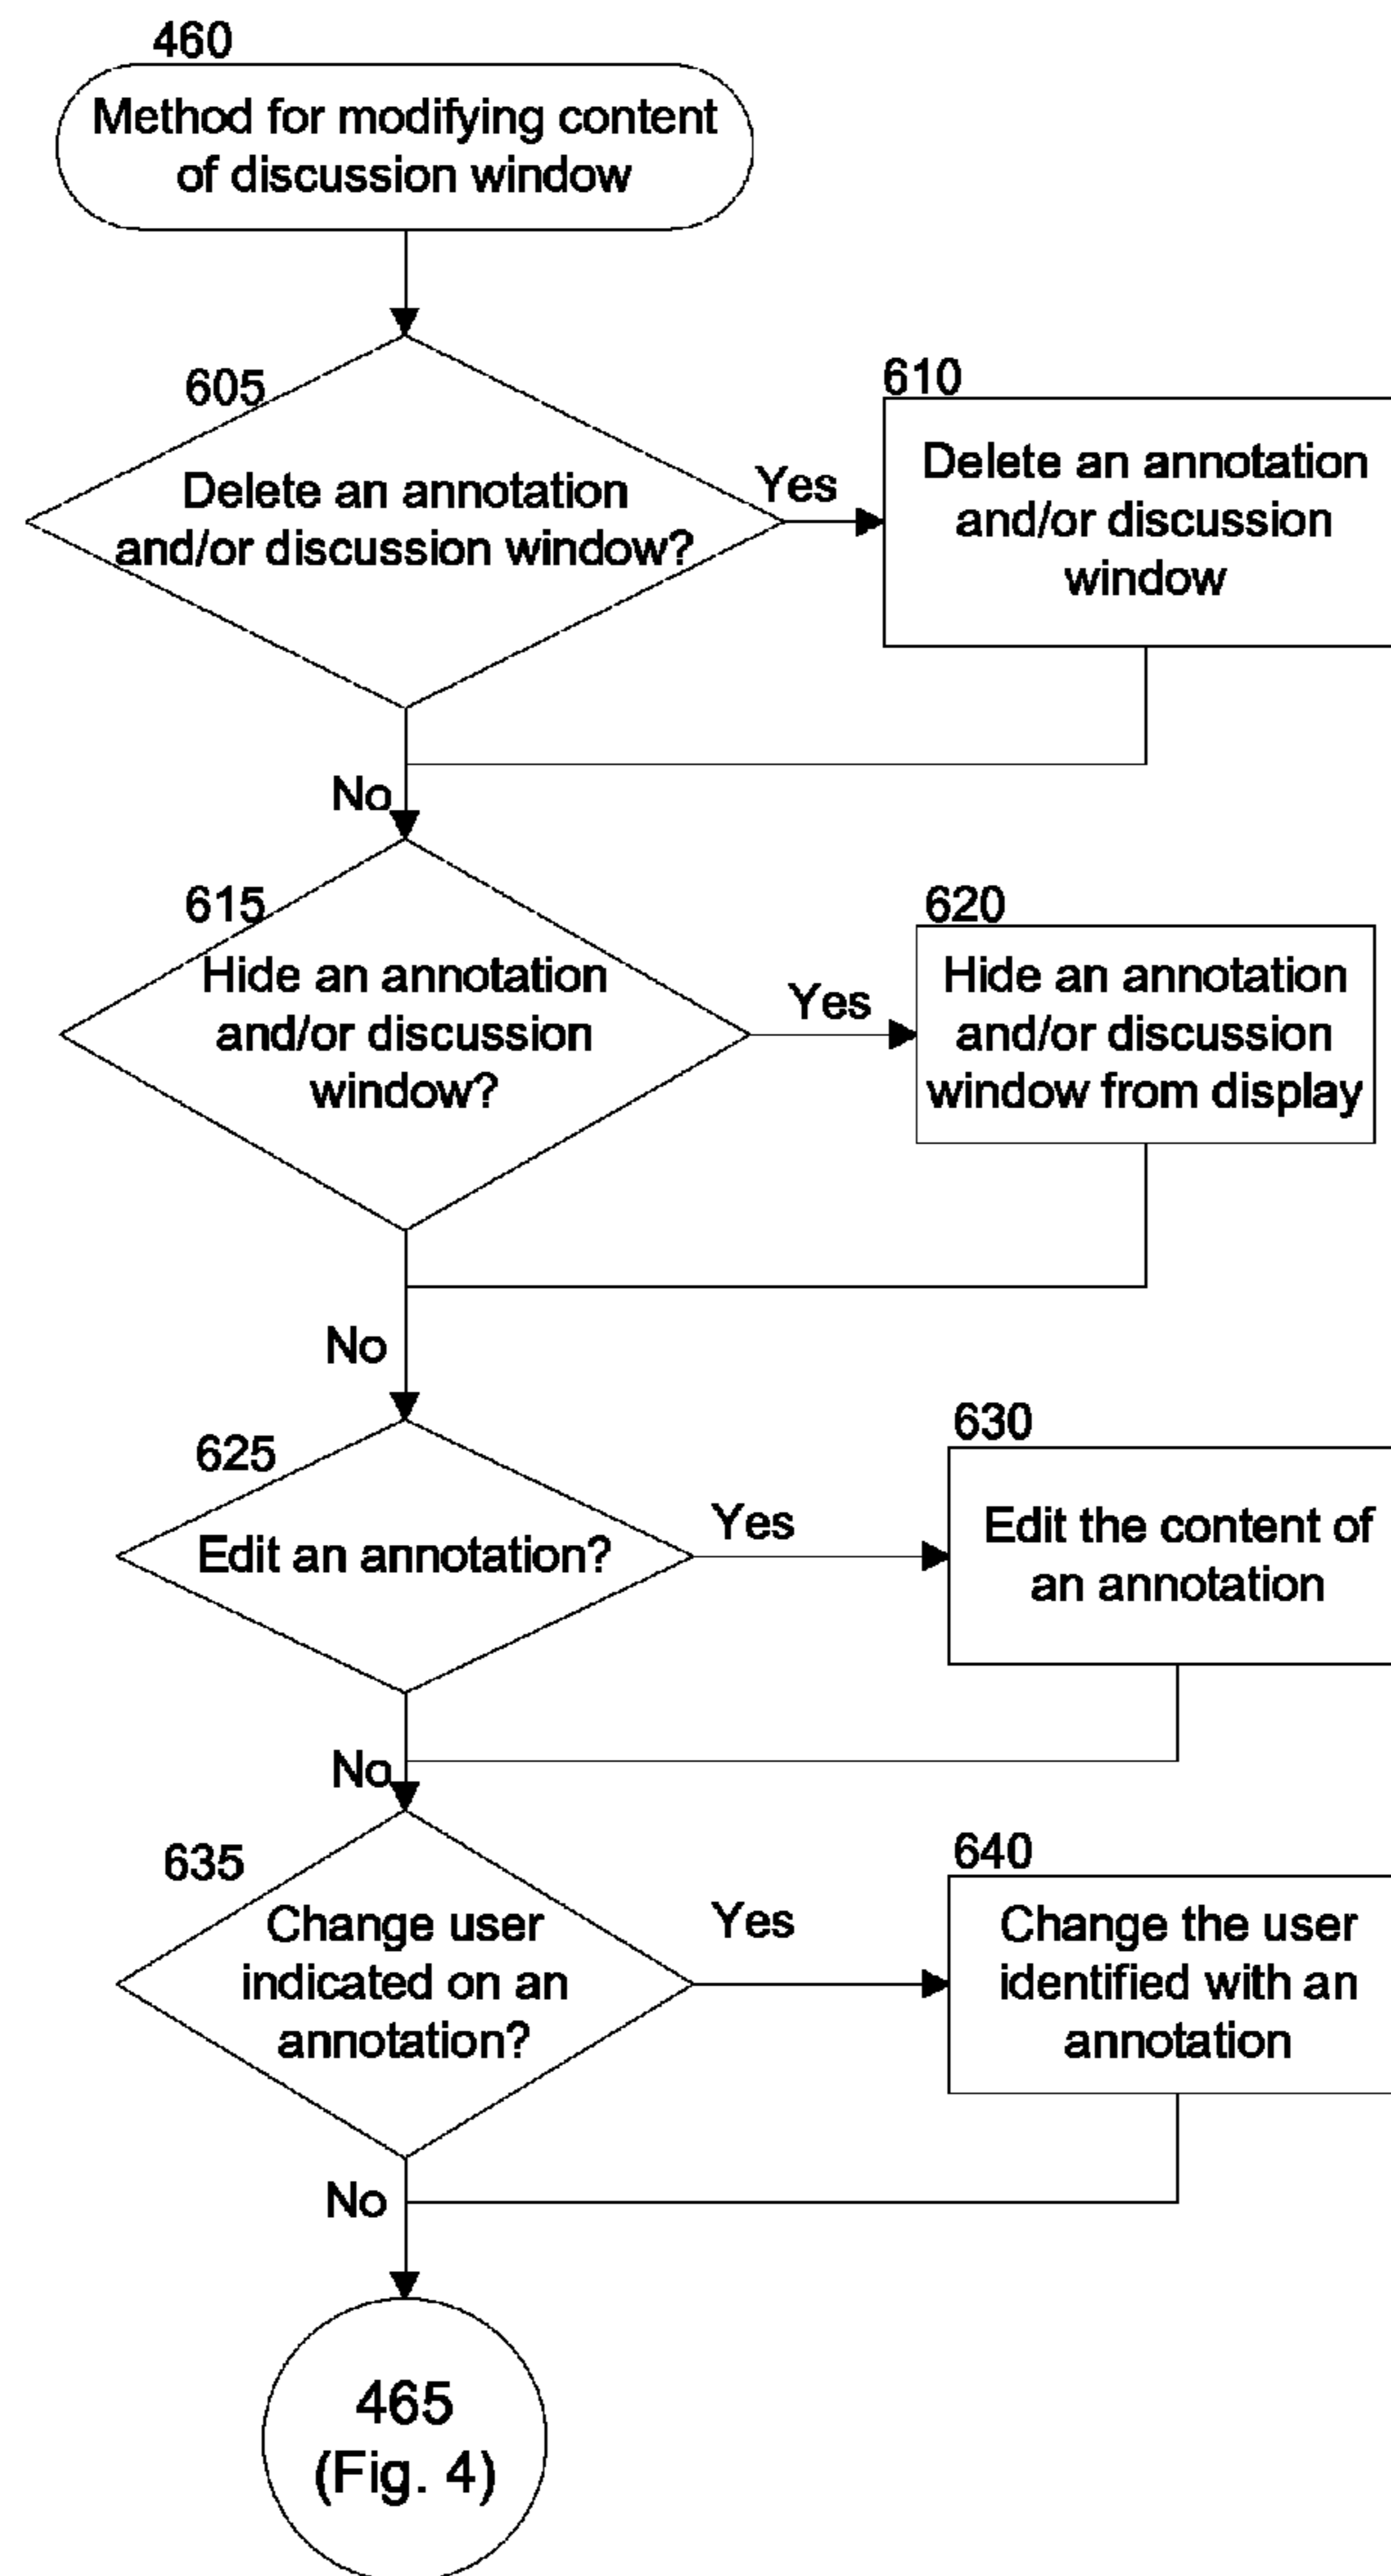 460
Method for modifying content
of discussion window
605
Delete an annotation
and/or discussion window?
Yes
610
Delete an annotation
and/or discussion
window
No
615
Hide an annotation
and/or discussion
window?
Yes
620
Hide an annotation
and/or discussion
window from display
No
625
Edit an annotation?
Yes
630
Edit the content of
an annotation
No
635
Change user
indicated on an
annotation?
Yes
640
Change the user
identified with an
annotation
No
465
(Fig. 4)